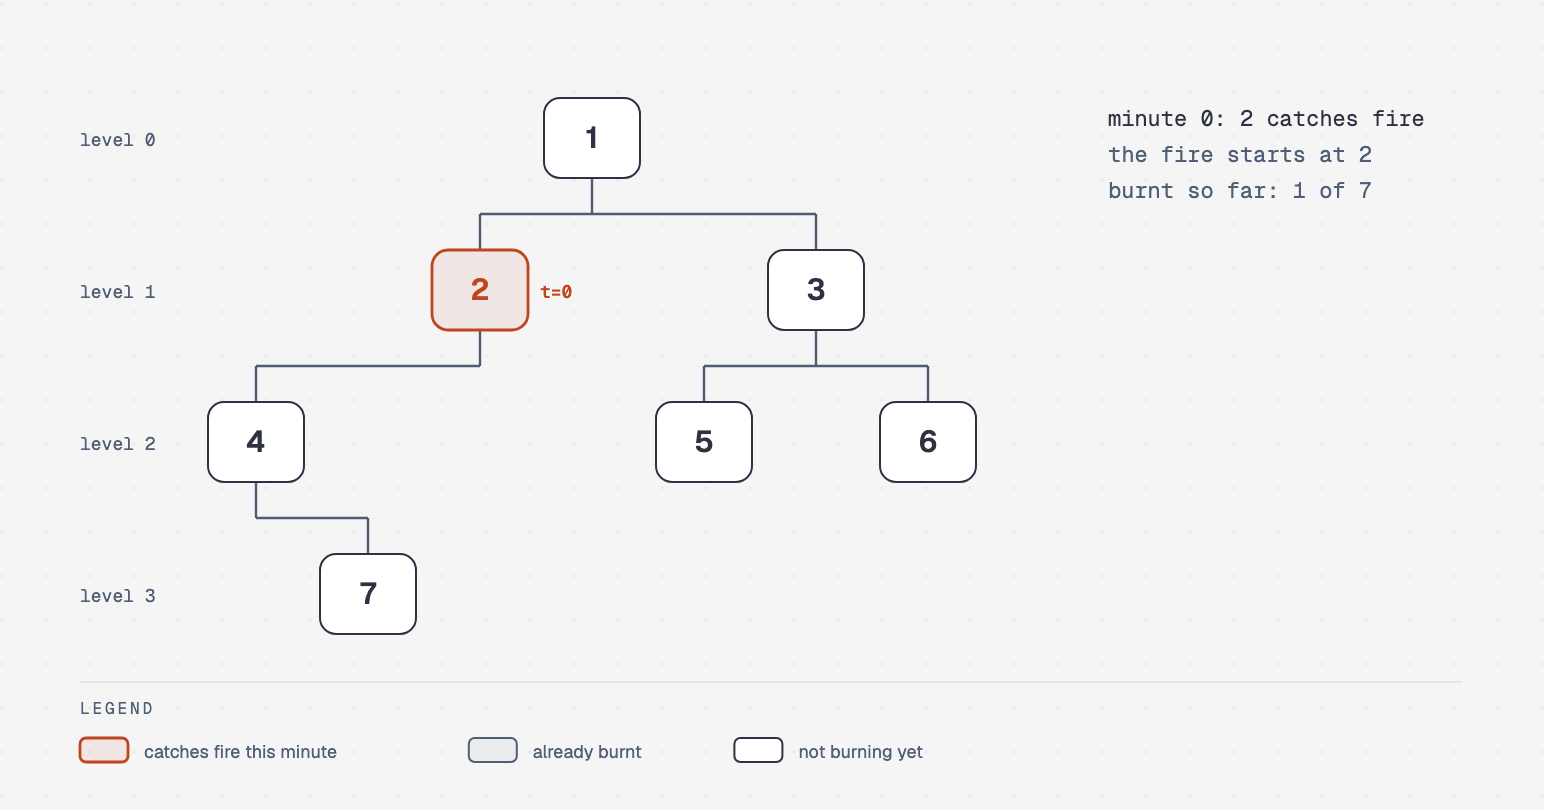 level 0
1
minute 0: 2 catches fire
the fire starts at 2
burnt so far: 1 of 7
level 1
2
t=0
3
level 2
4
5
6
level 3
7
LEGEND
catches fire this minute
already burnt
not burning yet